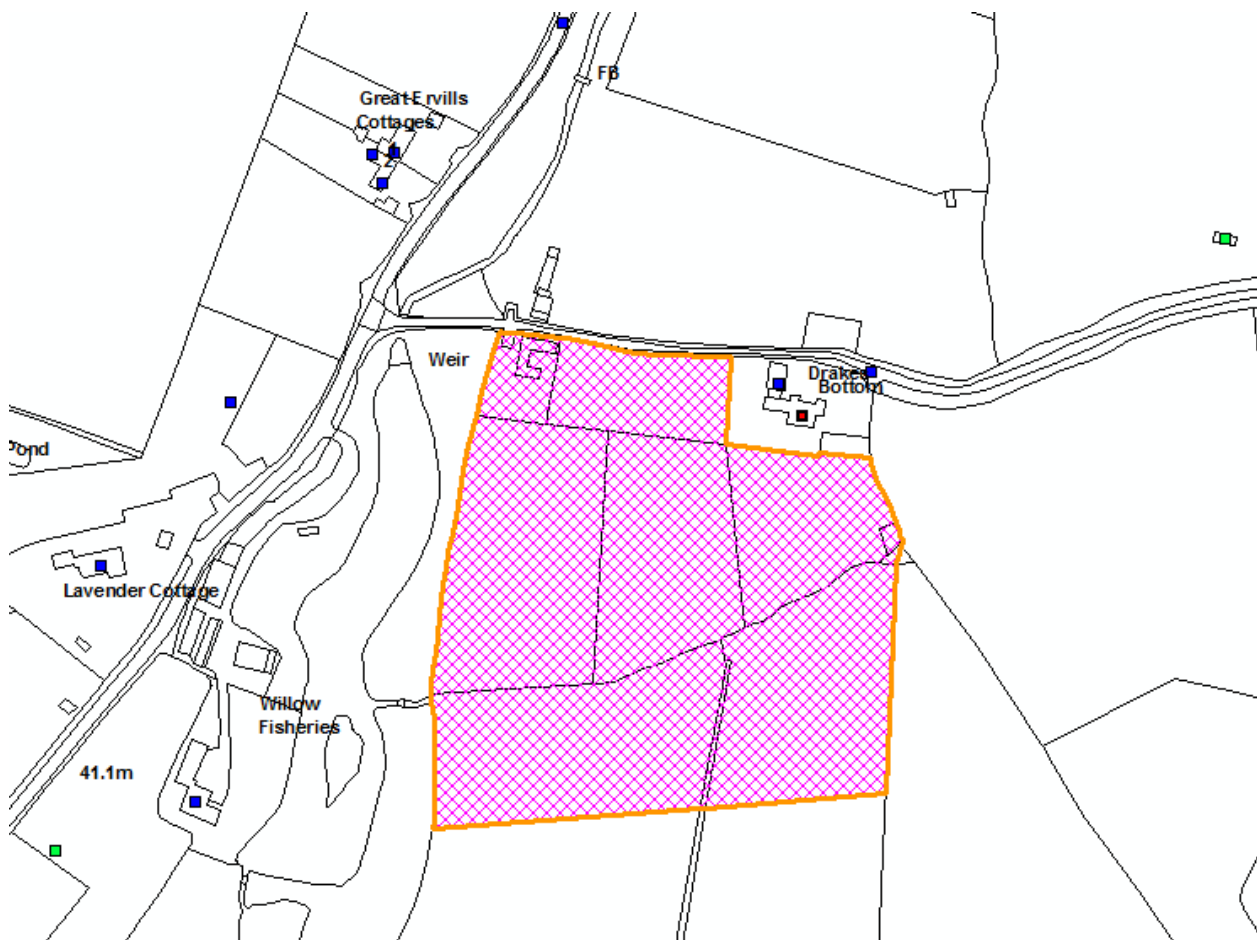 FB
Great Ervills
Cottages
2
Weir
Drakes
Bottom
Pond
Lavender Cottage
Willow
Fisheries
41.1m